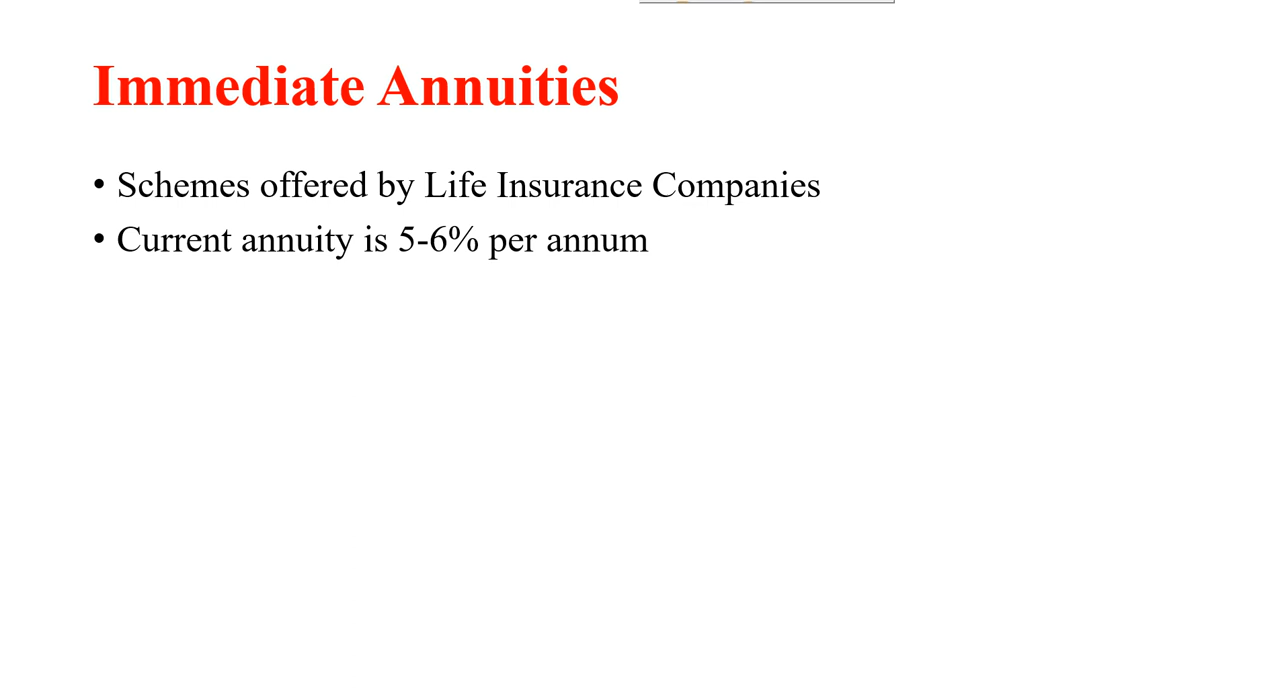 Immediate Annuities
• Schemes offered by Life Insurance Companies
• Current annuity is 5-6% per annum